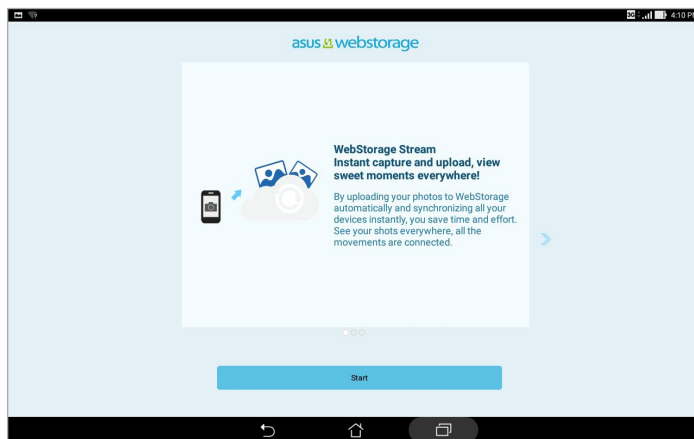 3G 4:10 PM
asus webstorage
WebStorage Stream
Instant capture and upload, view
sweet moments everywhere!
By uploading your photos to WebStorage
automatically and synchronizing all your
devices instantly, you save time and effort.
See your shots everywhere, all the
movements are connected.
Start